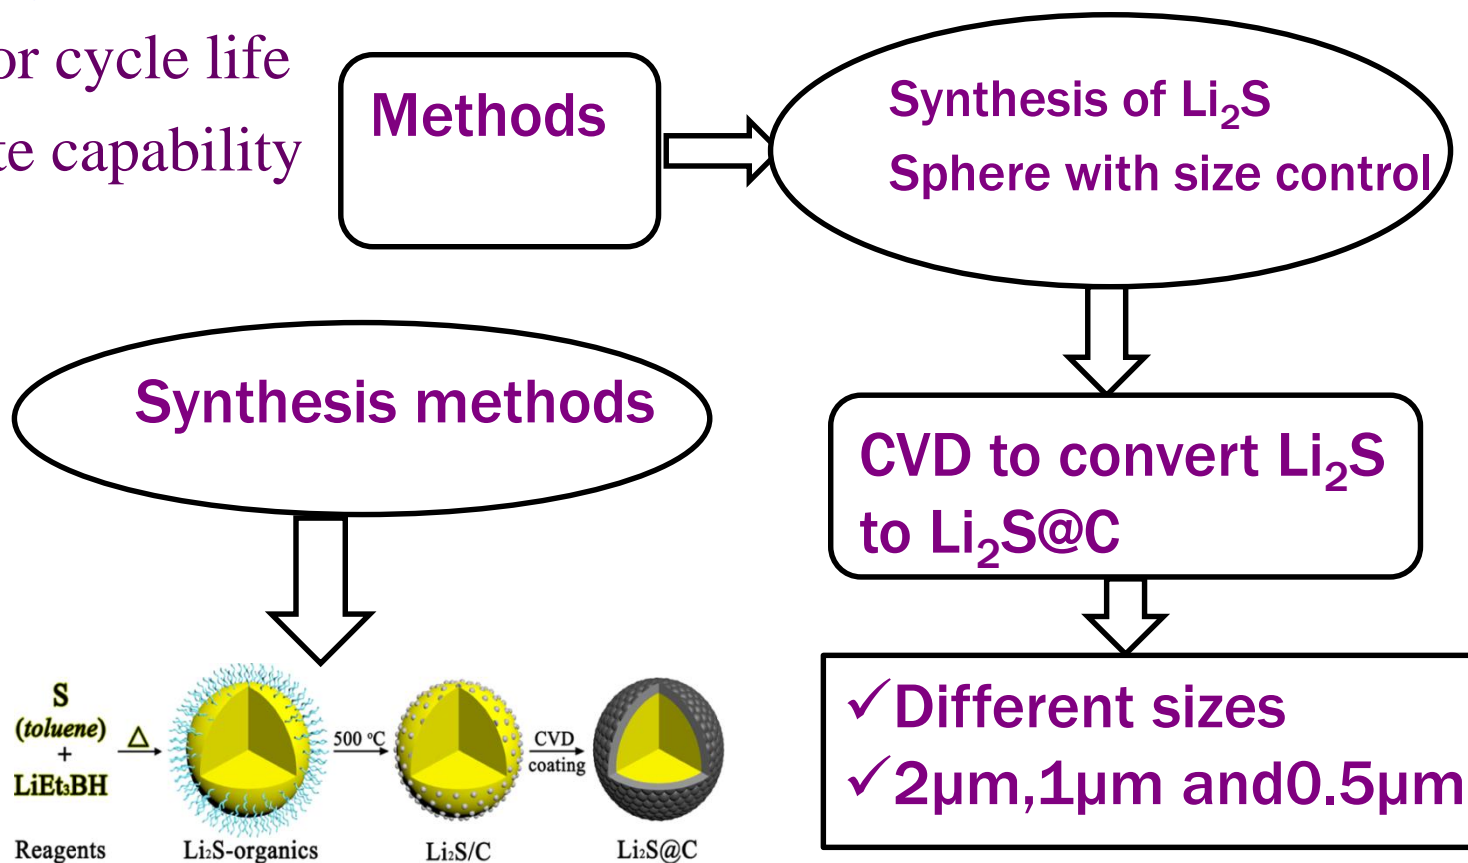 or cycle life
te capability
Methods
Synthesis of Li₂S
Sphere with size control
Synthesis methods
CVD to convert Li₂S
to Li₂S@C
✓Different sizes
✓2μm,1μm and0.5μm
S
(toluene)
+
LiEt₃BH
Δ
500 °C
CVD
coating
Reagents
Li₂S-organics
Li₂S/C
Li₂S@C